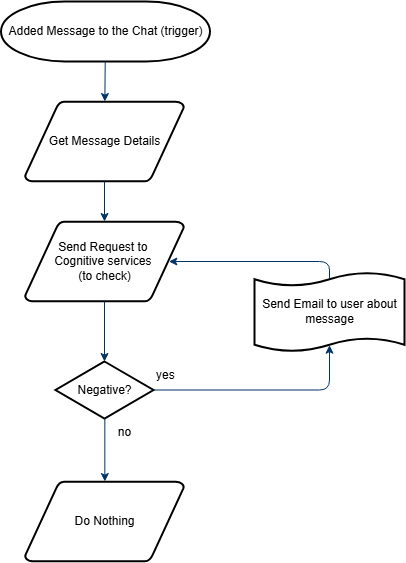 Added Message to the Chat (trigger)
Get Message Details
Send Request to
Cognitive services
(to check)
Send Email to user about
message
Negative?
yes
no
Do Nothing